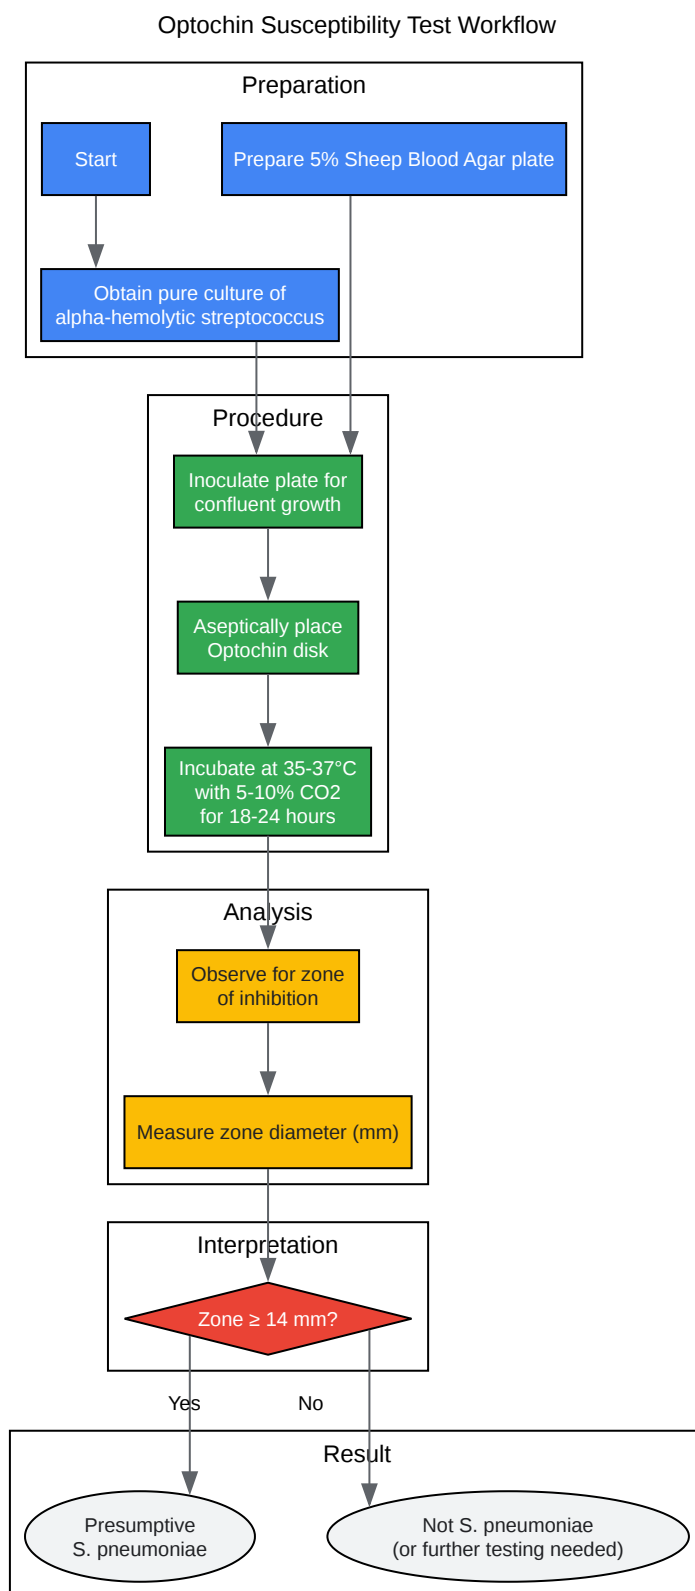 Optochin Susceptibility Test Workflow
Preparation
Start
Prepare 5% Sheep Blood Agar plate
Obtain pure culture of
alpha-hemolytic streptococcus
Procedure
Inoculate plate for
confluent growth
Aseptically place
Optochin disk
Incubate at 35-37°C
with 5-10% CO2
for 18-24 hours
Analysis
Observe for zone
of inhibition
Measure zone diameter (mm)
Interpretation
Zone ≥ 14 mm?
Yes
No
Result
Presumptive
S. pneumoniae
Not S. pneumoniae
(or further testing needed)